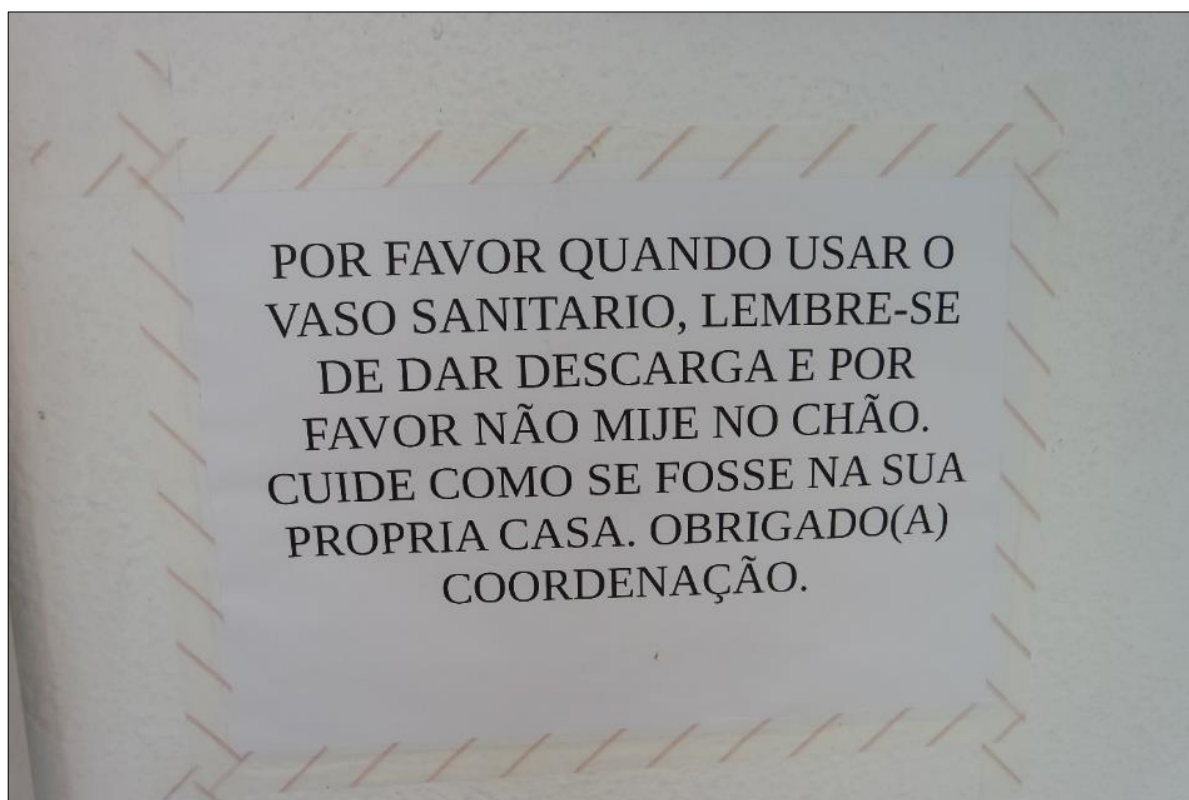 POR FAVOR QUANDO USAR O
VASO SANITARIO, LEMBRE-SE
DE DAR DESCARGA E POR
FAVOR NÃO MIJE NO CHÃO.
CUIDE COMO SE FOSSE NA SUA
PROPRIA CASA. OBRIGADO(A)
COORDENAÇÃO.